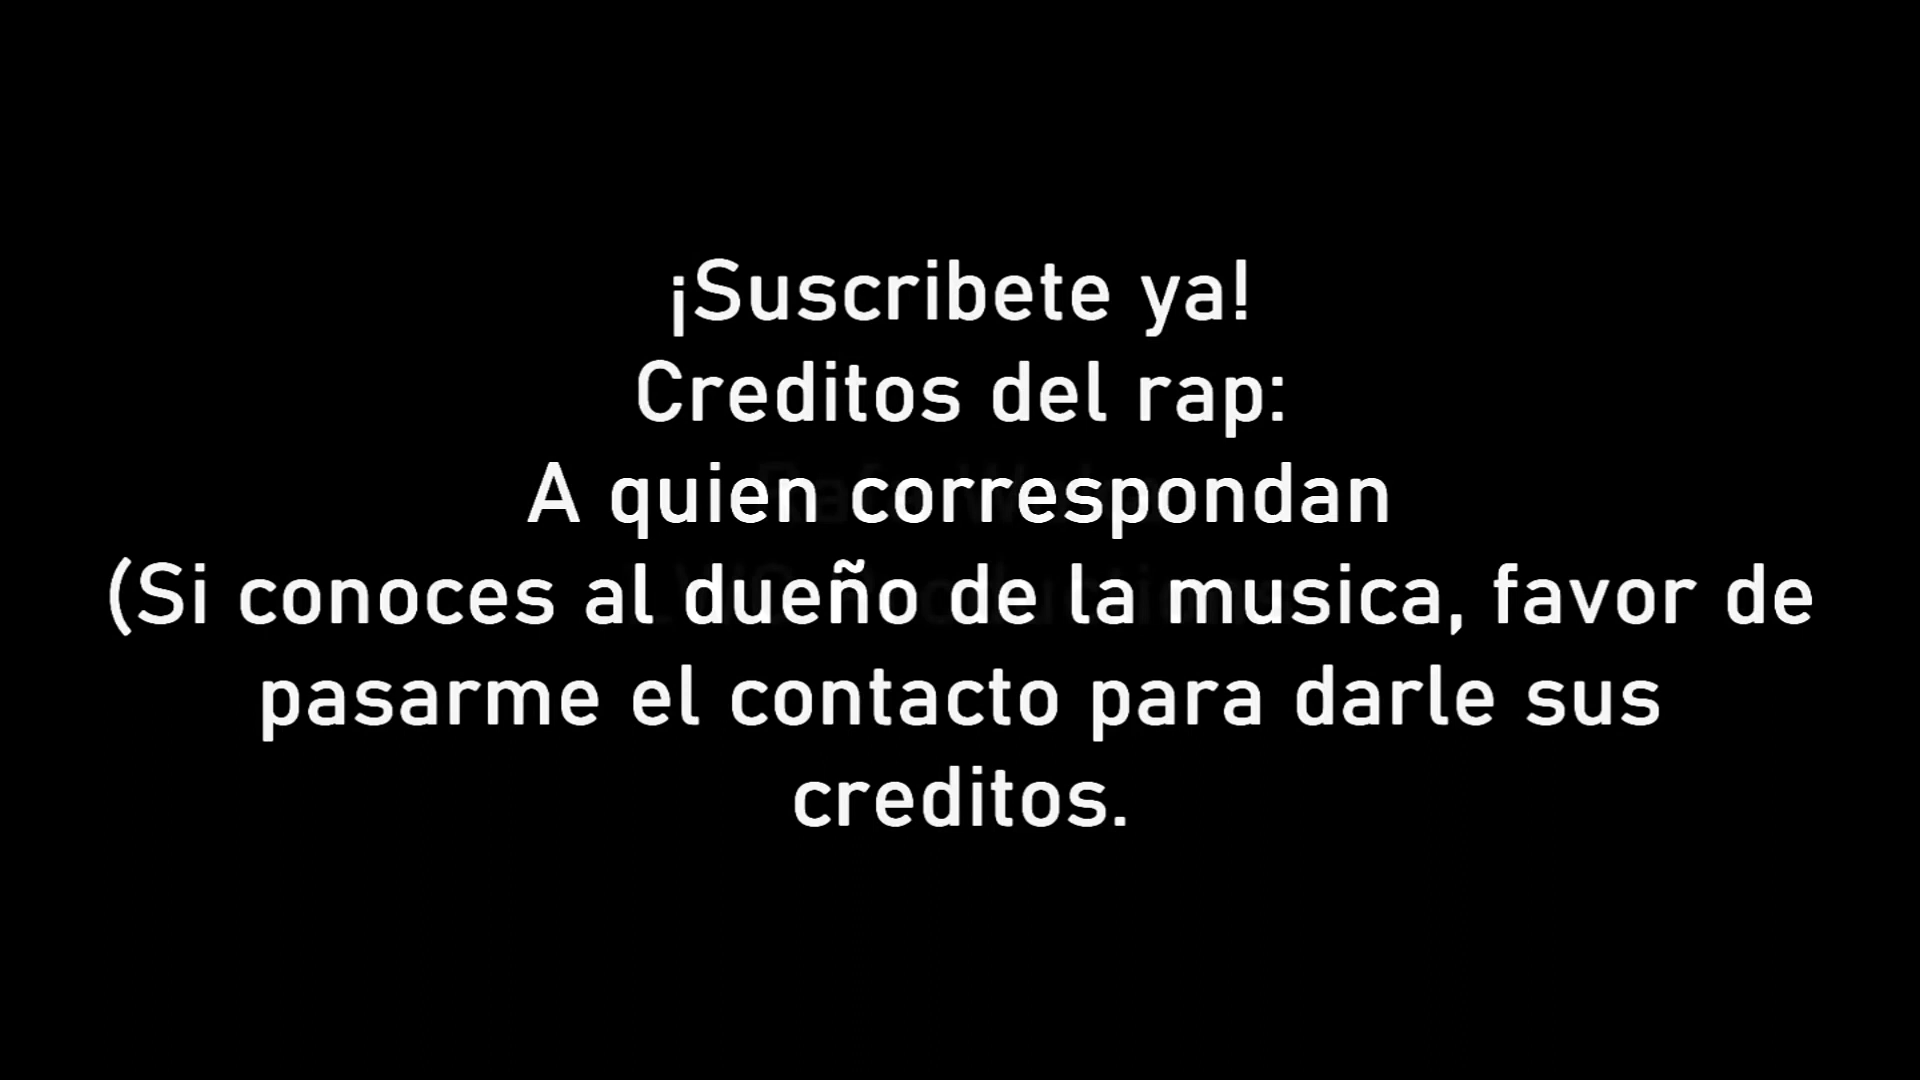 ¡Suscribete ya!
Creditos del rap:
A quien correspondan
(Si conoces al dueño de la musica, favor de
pasarme el contacto para darle sus
creditos.